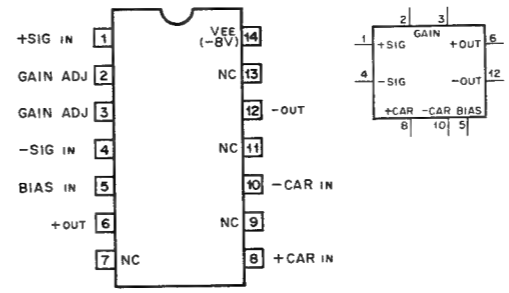 +SIG IN 1
GAIN ADJ 2
GAIN ADJ 3
-SIG IN 4
BIAS IN 5
+OUT 6
7 NC
VEE 14
(-8V)
NC 13
12 -OUT
NC 11
10 -CAR IN
NC 9
8 +CAR IN
2 3
GAIN
1 +SIG +OUT 6
4 -SIG -OUT 12
+CAR -CAR BIAS
8 10 5